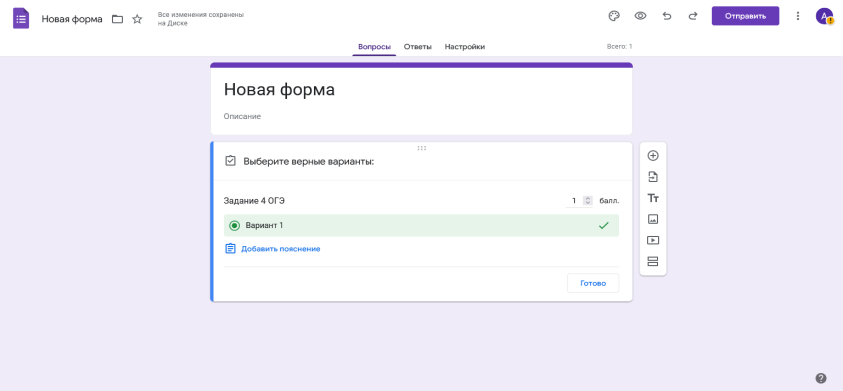 Новая форма
Все изменения сохранены
на Диске
Отправить
A
Вопросы Ответы Настройки
Всего: 1
Новая форма
Описание
Выберите верные варианты:
Задание 4 ОГЭ
1 балл.
Вариант 1
Добавить пояснение
Готово
Тт